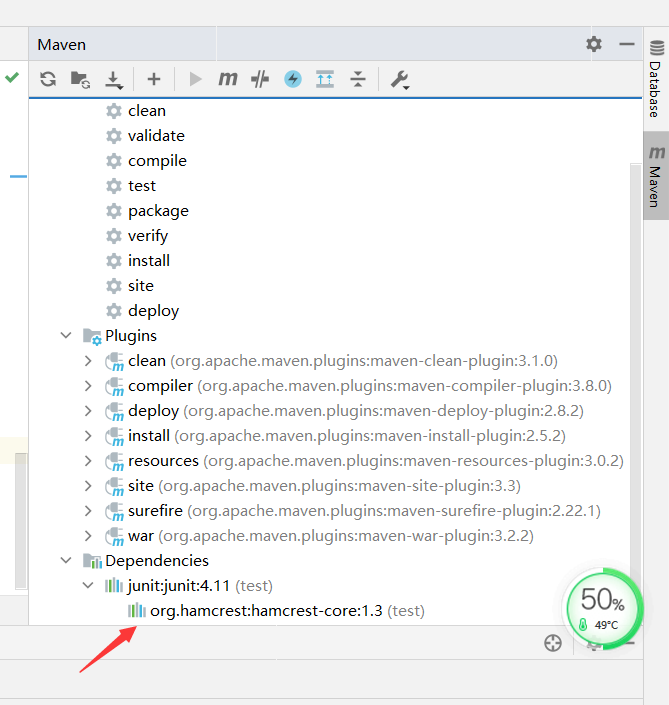 Maven
Database
Maven
clean
validate
compile
test
package
verify
install
site
deploy
Plugins
clean (org.apache.maven.plugins:maven-clean-plugin:3.1.0)
compiler (org.apache.maven.plugins:maven-compiler-plugin:3.8.0)
deploy (org.apache.maven.plugins:maven-deploy-plugin:2.8.2)
install (org.apache.maven.plugins:maven-install-plugin:2.5.2)
resources (org.apache.maven.plugins:maven-resources-plugin:3.0.2)
site (org.apache.maven.plugins:maven-site-plugin:3.3)
surefire (org.apache.maven.plugins:maven-surefire-plugin:2.22.1)
war (org.apache.maven.plugins:maven-war-plugin:3.2.2)
Dependencies
junit:junit:4.11 (test)
org.hamcrest:hamcrest-core:1.3 (test)
50%
49°C